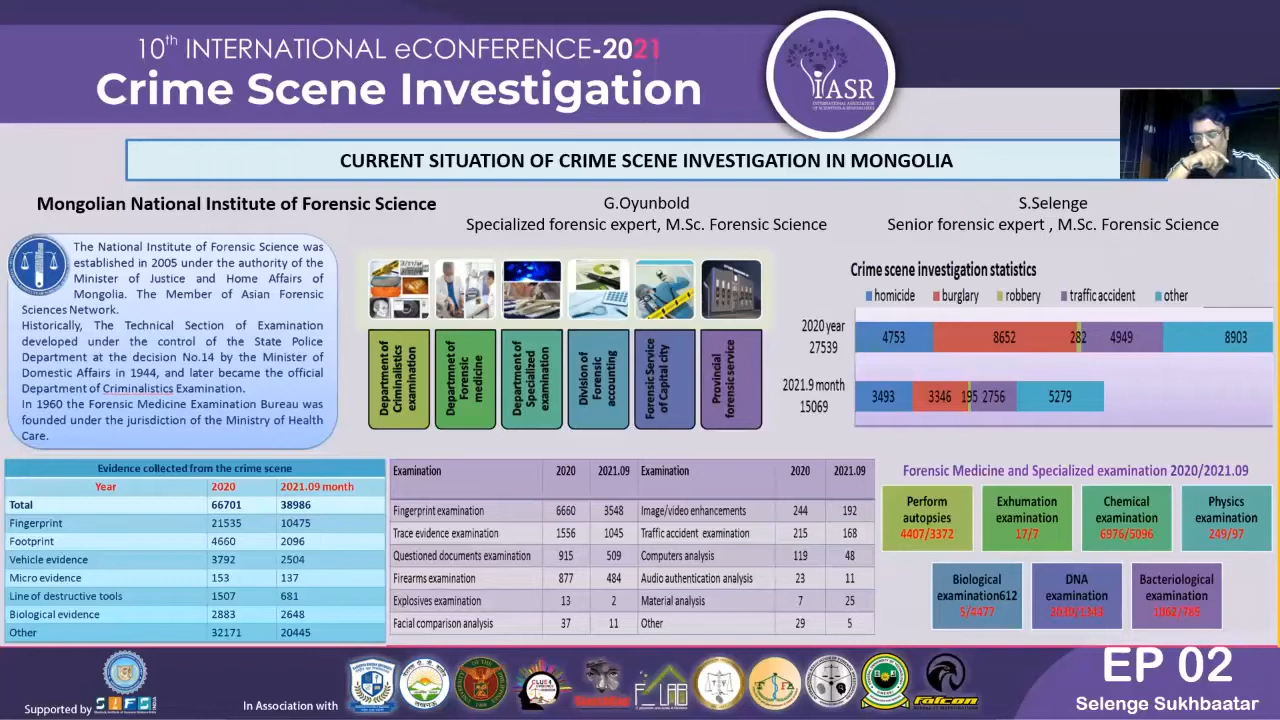 10th INTERNATIONAL eCONFERENCE-2021
Crime Scene Investigation
iASR
INTERNATIONAL ASSOCIATION
CURRENT SITUATION OF CRIME SCENE INVESTIGATION IN MONGOLIA
Mongolian National Institute of Forensic Science
G.Oyunbold
Specialized forensic expert, M.Sc. Forensic Science
S.Selenge
Senior forensic expert , M.Sc. Forensic Science
The National Institute of Forensic Science was
established in 2005 under the authority of the
Minister of Justice and Home Affairs of
Mongolia. The Member of Asian Forensic
Sciences Network.
Historically, The Technical Section of Examination
developed under the control of the State Police
Department at the decision No.14 by the Minister of
Domestic Affairs in 1944, and later became the official
Department of Criminalistics Examination.
In 1960 the Forensic Medicine Examination Bureau was
founded under the jurisdiction of the Ministry of Health
Care.
Department of Criminalistics examination
Departmnet of Forensic medicine
Department of Specialized examination
Division of Forensic accounting
Forensic Service of Capital city
Provincial forensic service
Crime scene investigation statistics
homicide burglary robbery traffic accident other
2020 year
27539
4753 8652 282 4949 8903
2021.9 month
15069
3493 3346 195 2756 5279
Evidence collected from the crime scene
Year 2020 2021.09 month
Total 66701 38986
Fingerprint 21535 10475
Footprint 4660 2096
Vehicle evidence 3792 2504
Micro evidence 153 137
Line of destructive tools 1507 681
Biological evidence 2883 2648
Other 32171 20445
Examination 2020 2021.09 Examination 2020 2021.09
Fingerprint examination 6660 3548 Image/video enhancements 244 192
Trace evidence examination 1556 1045 Traffic accident examination 215 168
Questioned documents examination 915 509 Computers analysis 119 48
Firearms examination 877 484 Audio authentication analysis 23 11
Explosives examination 13 2 Material analysis 7 25
Facial comparison analysis 37 11 Other 29 5
Forensic Medicine and Specialized examination 2020/2021.09
Perform
autopsies
4407/3372
Exhumation
examination
17/7
Chemical
examination
6976/5096
Physics
examination
249/97
Biological
examination612
5/4477
DNA
examination
2030/1344
Bacteriological
examination
1062/785
Supported by SIFS
In Association with
FALCON
EP 02
Selenge Sukhbaatar